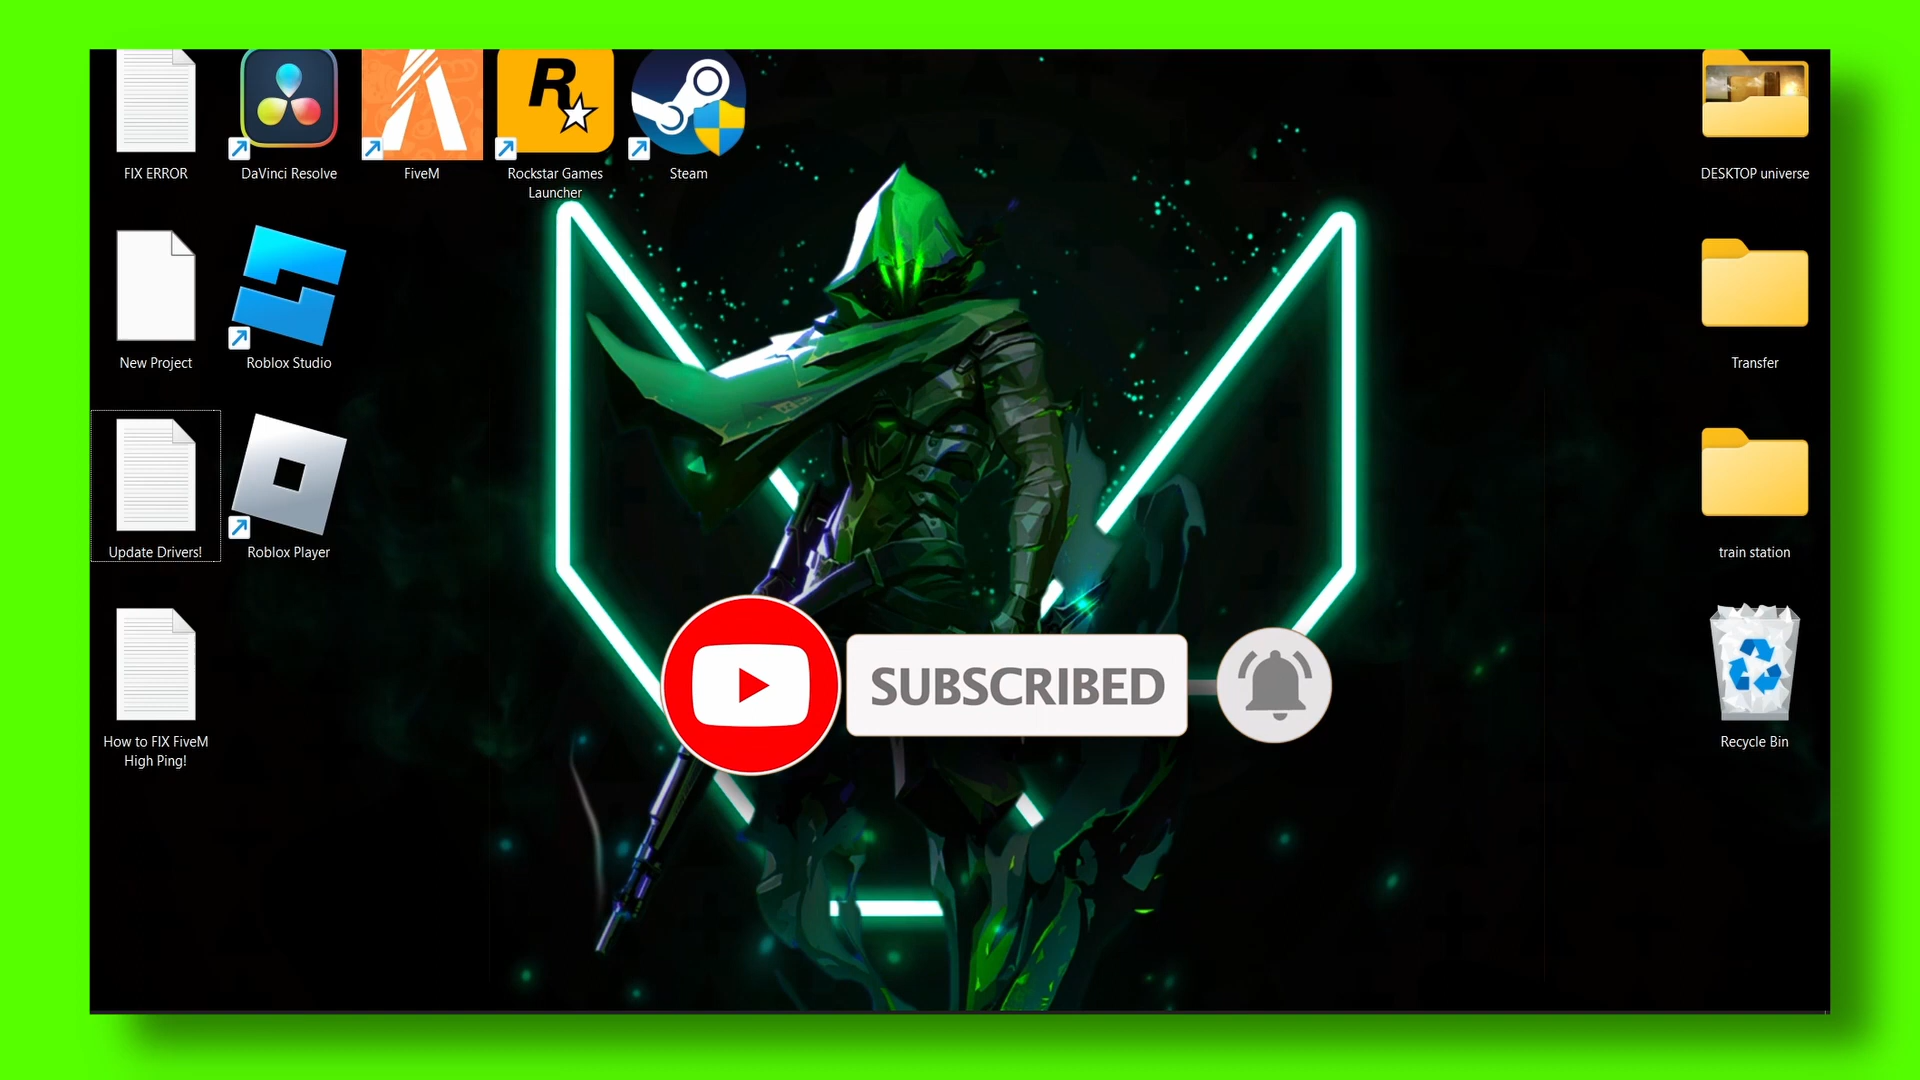 FIX ERROR
DaVinci Resolve
FiveM
R
Rockstar Games
Launcher
Steam
DESKTOP universe
New Project
Roblox Studio
Transfer
Update Drivers!
Roblox Player
train station
SUBSCRIBED
How to FIX FiveM
High Ping!
Recycle Bin